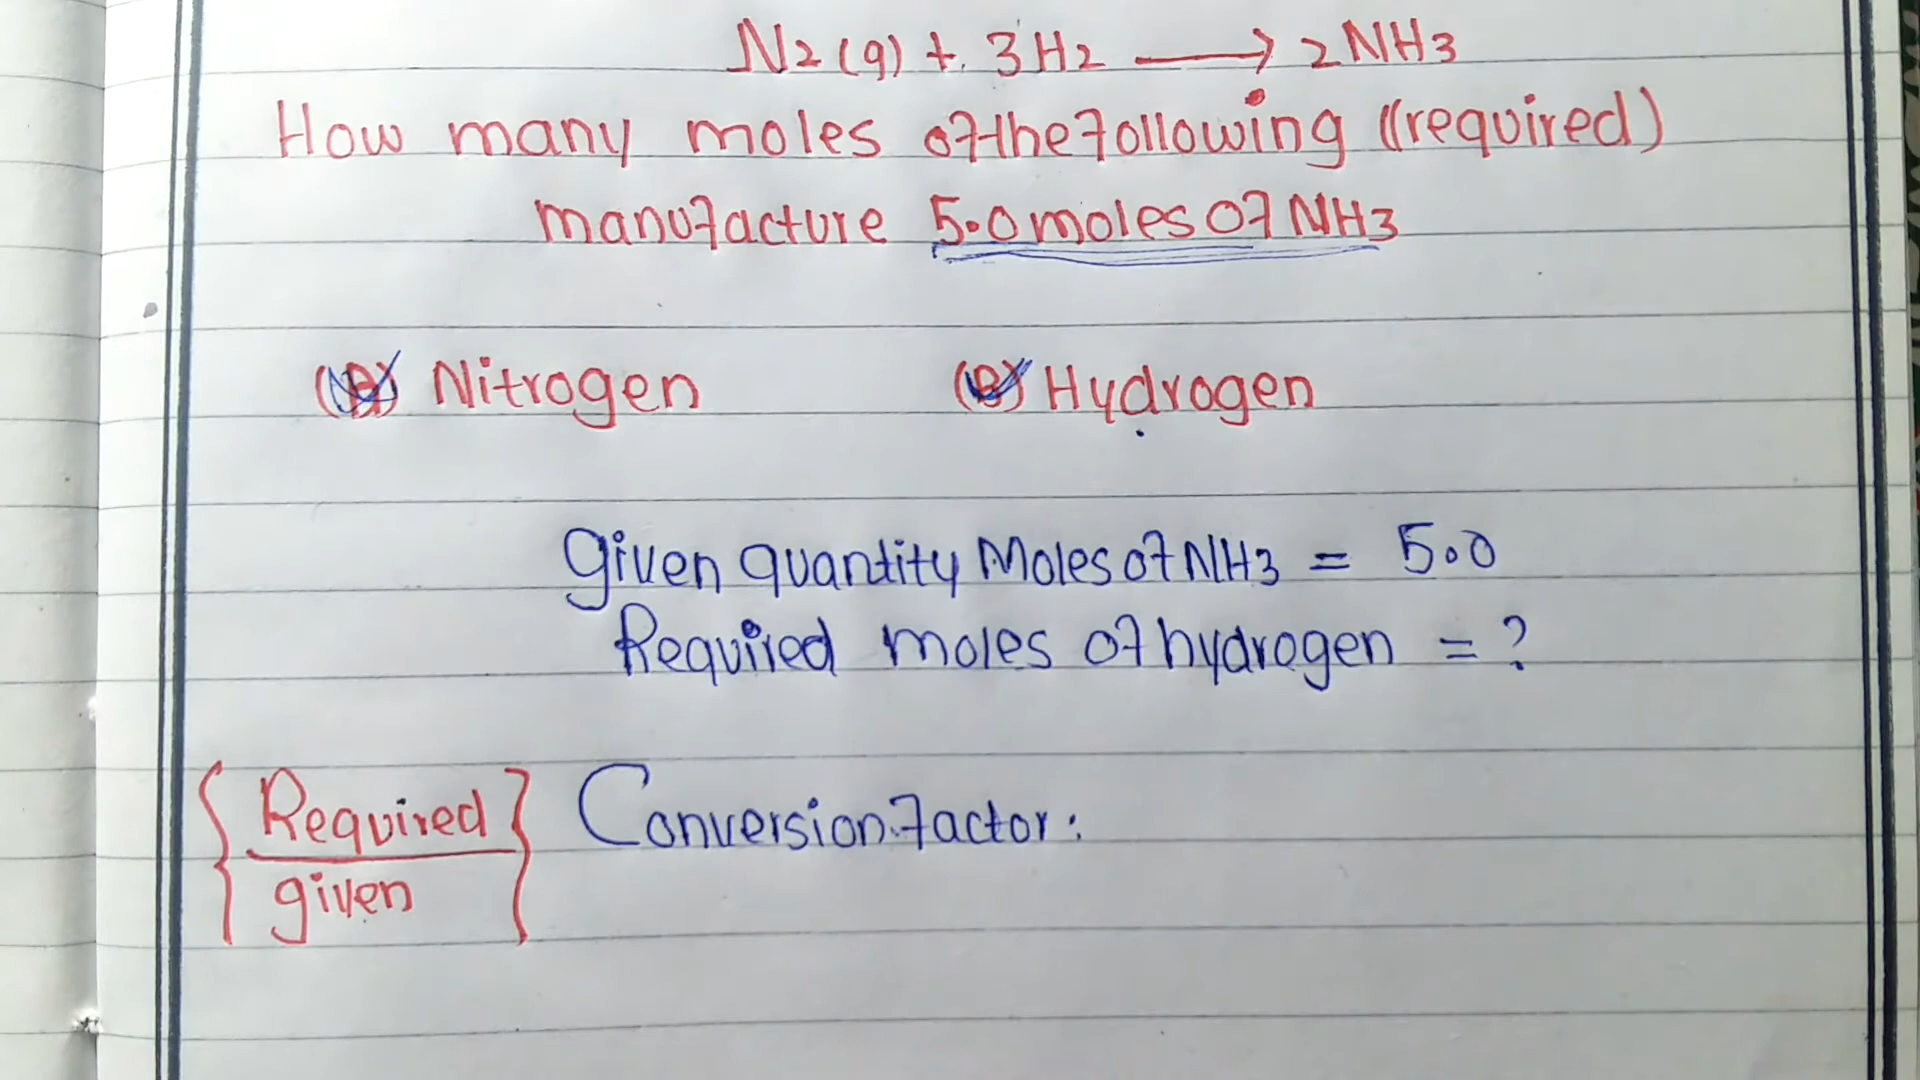 N2(g) + 3H2 ⟶ 2NH3
How many moles of the following ((required)
manufacture 5.0 moles of NH3
Nitrogen (B) Hydrogen
Given quantity Moles of NH3 = 5.0
Required moles of hydrogen = ?
{Required/given} Conversion factor: